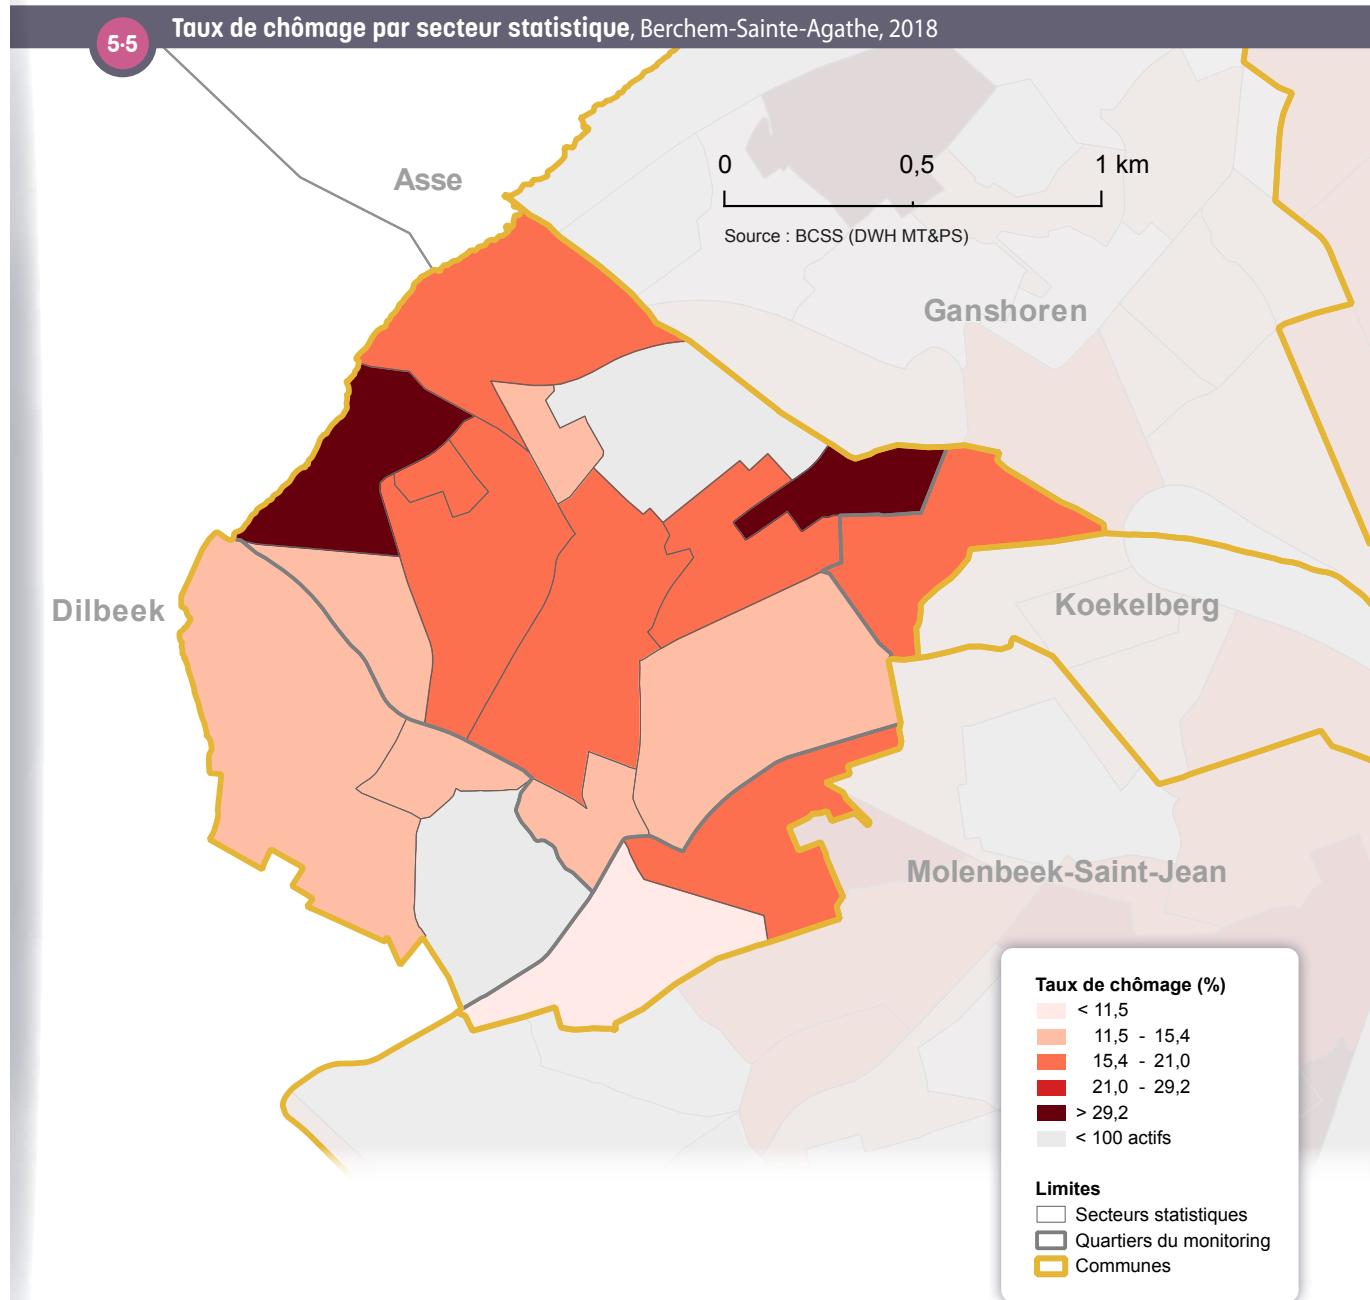 5·5
Taux de chômage par secteur statistique, Berchem-Sainte-Agathe, 2018
0 0,5 1 km
Source : BCSS (DWH MT&PS)
Asse
Ganshoren
Dilbeek
Koekelberg
Molenbeek-Saint-Jean
Taux de chômage (%)
< 11,5
11,5 - 15,4
15,4 - 21,0
21,0 - 29,2
> 29,2
< 100 actifs
Limites
Secteurs statistiques
Quartiers du monitoring
Communes